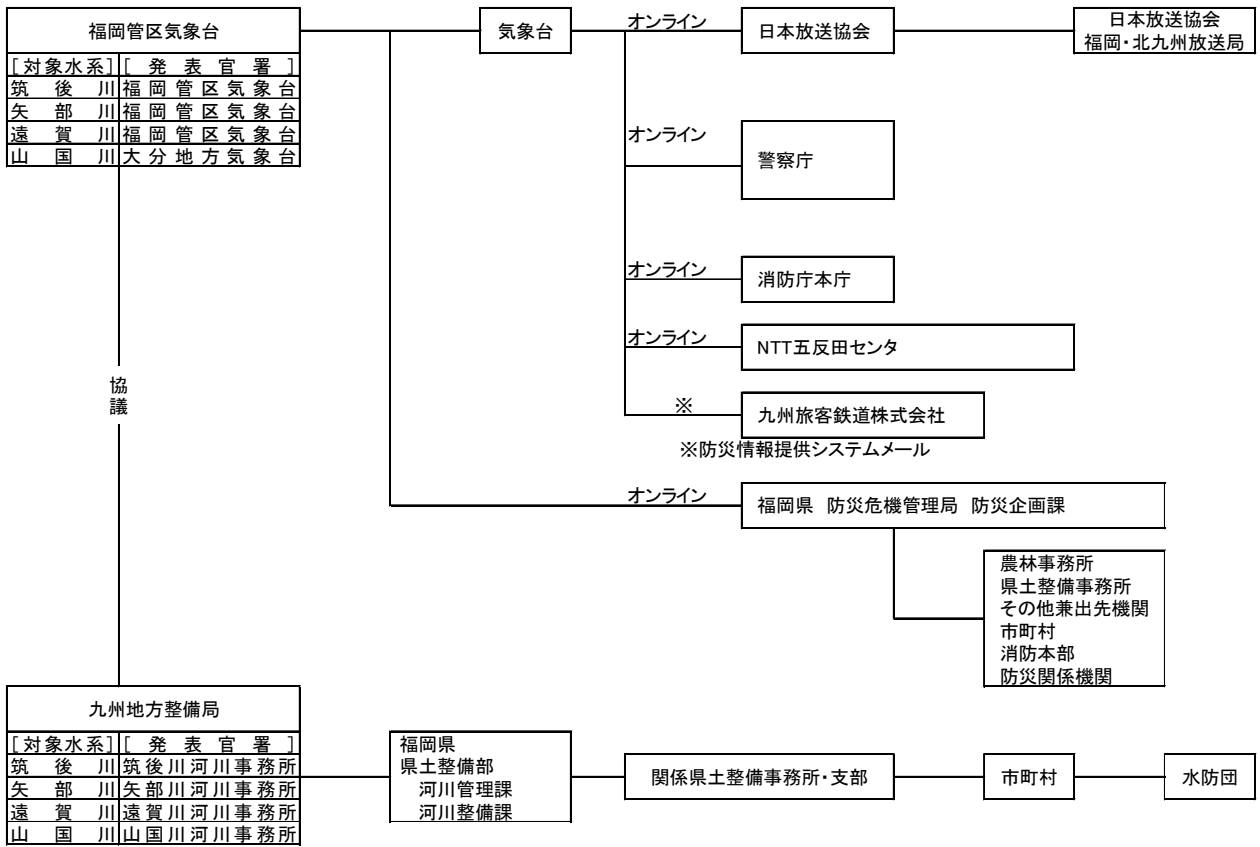 福岡管区気象台
[対象水系][発表官署]
筑後川 福岡管区気象台
矢部川 福岡管区気象台
遠賀川 福岡管区気象台
山国川 大分地方気象台
気象台
オンライン
日本放送協会
日本放送協会
福岡・北九州放送局
オンライン
警察庁
オンライン
消防庁本庁
オンライン
NTT五反田センタ
※
九州旅客鉄道株式会社
※防災情報提供システムメール
協
議
オンライン
福岡県 防災危機管理局 防災企画課
農林事務所
県土整備事務所
その他兼出先機関
市町村
消防本部
防災関係機関
九州地方整備局
[対象水系][発表官署]
筑後川 筑後川河川事務所
矢部川 矢部川河川事務所
遠賀川 遠賀川河川事務所
山国川 山国川河川事務所
福岡県
県土整備部
河川管理課
河川整備課
関係県土整備事務所・支部
市町村
水防団